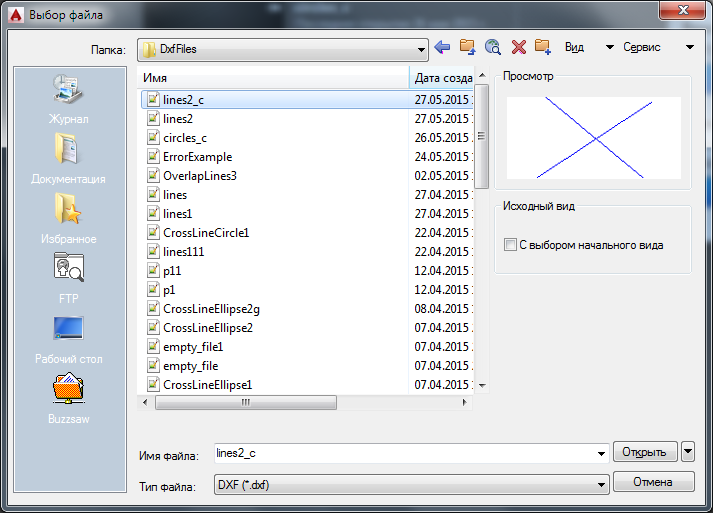 Выбор файла
Папка: DxfFiles Вид Сервис
Имя Дата созда
lines2_c 27.05.2015
lines2 27.05.2015
circles_c 26.05.2015
ErrorExample 24.05.2015
OverlapLines3 02.05.2015
lines 27.04.2015
lines1 27.04.2015
CrossLineCircle1 22.04.2015
lines111 22.04.2015
p11 12.04.2015
p1 12.04.2015
CrossLineEllipse2g 08.04.2015
CrossLineEllipse2 07.04.2015
empty_file1 07.04.2015
empty_file 07.04.2015
CrossLineEllipse1 07.04.2015
Журнал
Документация
Избранное
FTP
Рабочий стол
Buzzsaw
Просмотр
Исходный вид
С выбором начального вида
Имя файла: lines2_c Открыть
Тип файла: DXF (*.dxf) Отмена